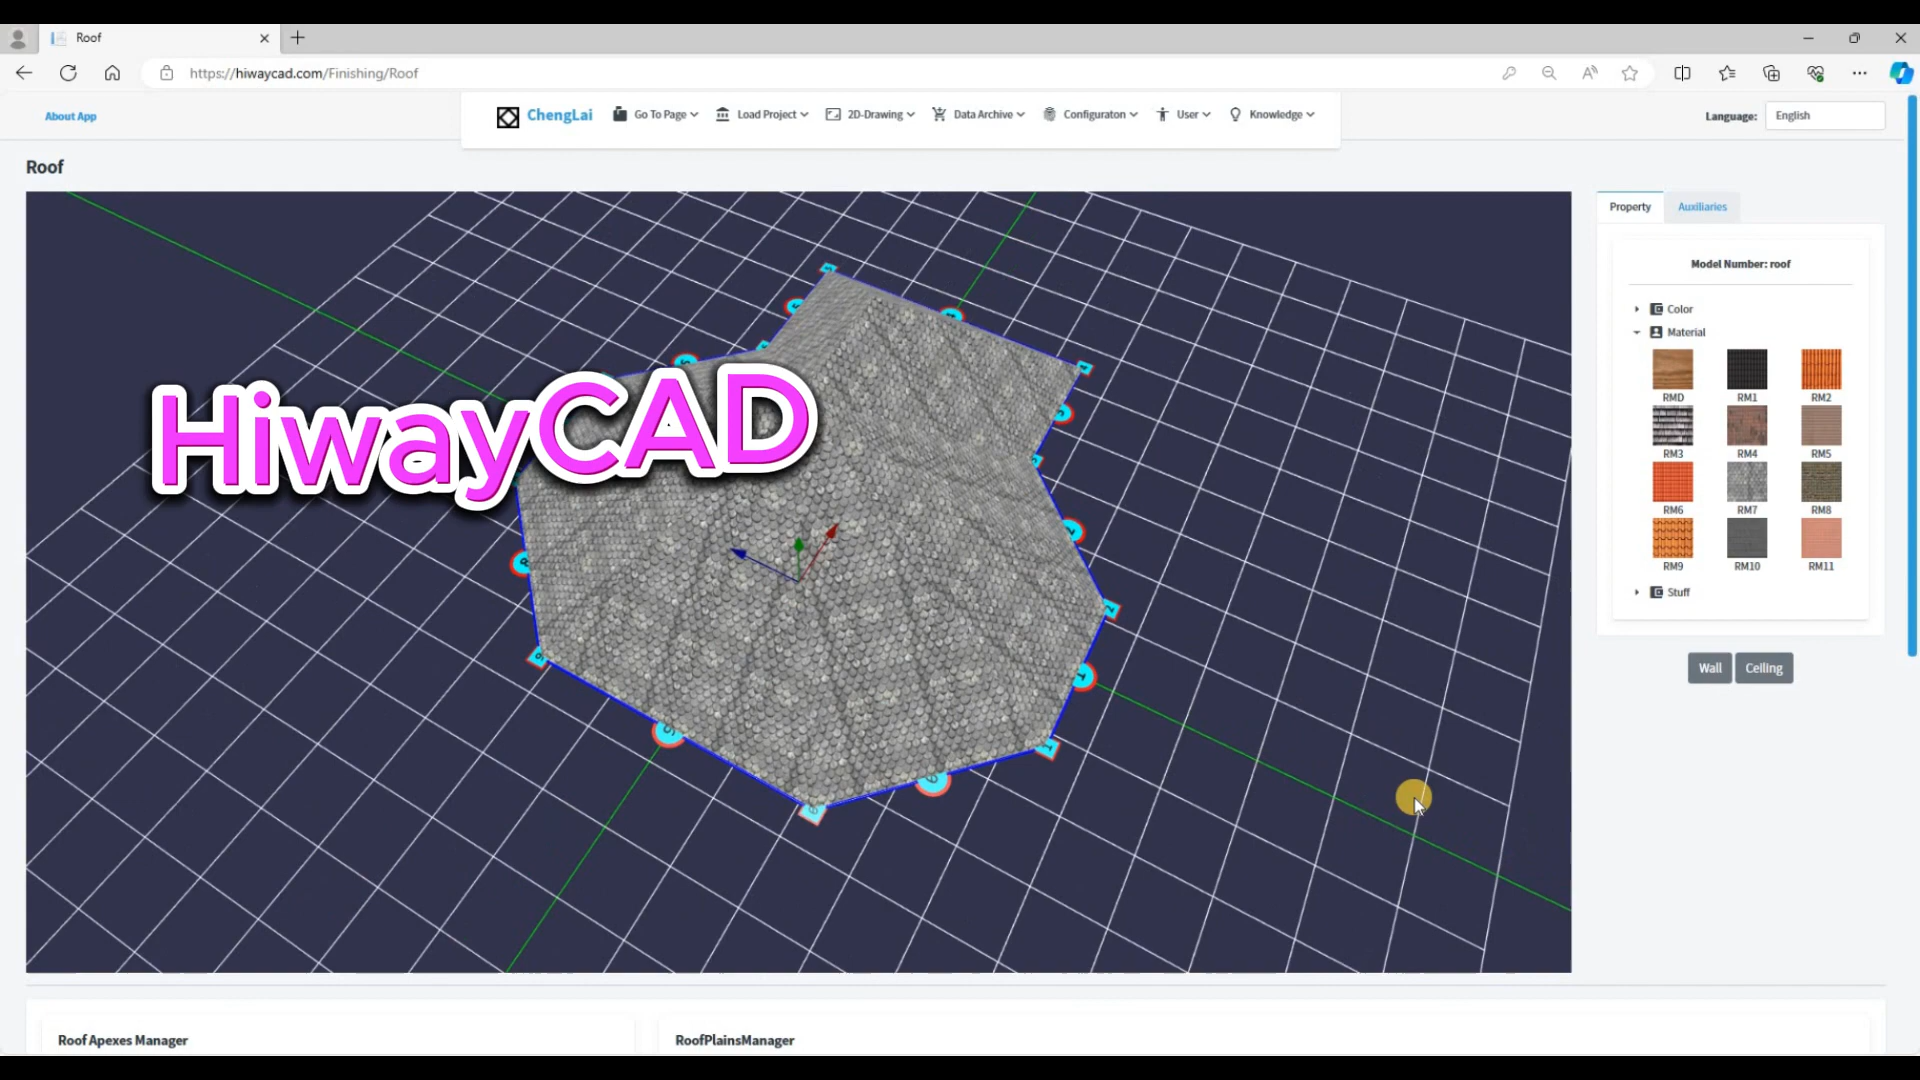 Roof
https://hiwaycad.com/Finishing/Roof
About App
ChengLai
Go To Page
Load Project
2D-Drawing
Data Archive
Configuraton
User
Knowledge
Language:
English
Roof
HiwayCAD
Property
Auxiliaries
Model Number: roof
Color
Material
RMD RM1 RM2
RM3 RM4 RM5
RM6 RM7 RM8
RM9 RM10 RM11
Stuff
Wall
Ceiling
Roof Apexes Manager
RoofPlainsManager